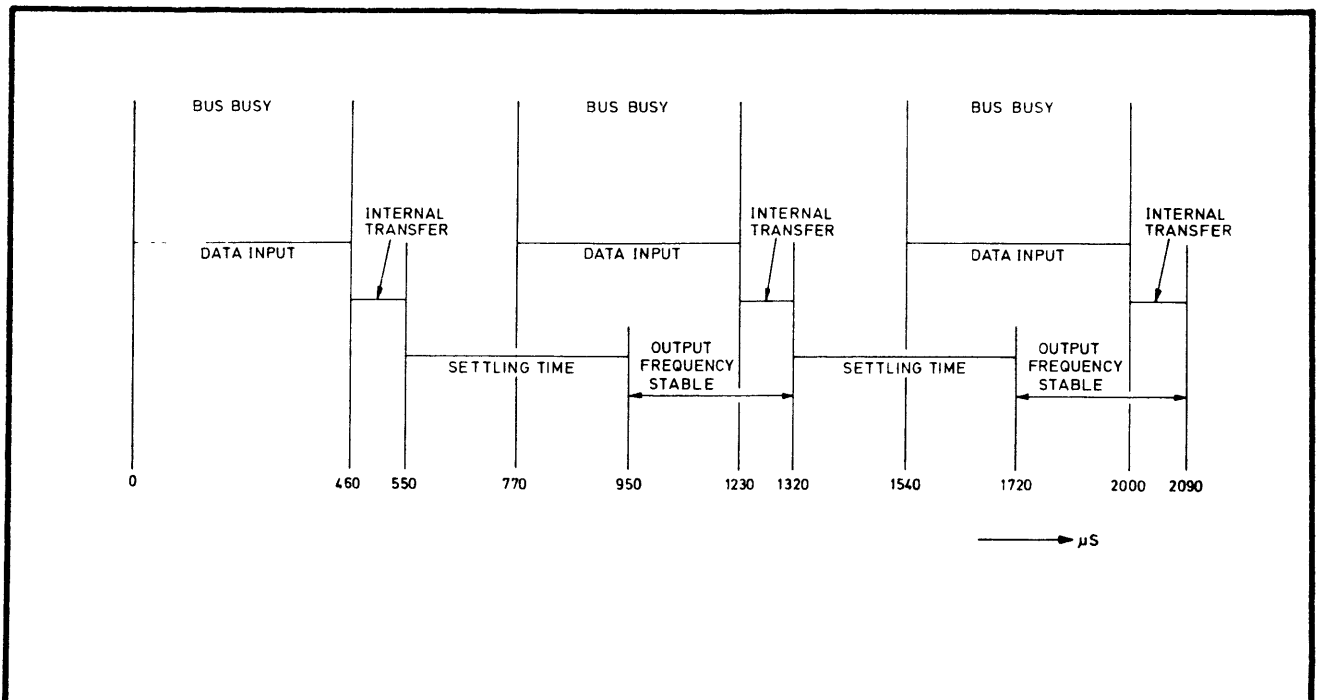 BUS BUSY
BUS BUSY
BUS BUSY
INTERNAL
TRANSFER
INTERNAL
TRANSFER
INTERNAL
TRANSFER
DATA INPUT
DATA INPUT
DATA INPUT
SETTLING TIME
OUTPUT
FREQUENCY
STABLE
SETTLING TIME
OUTPUT
FREQUENCY
STABLE
0 460 550 770 950 1230 1320 1540 1720 2000 2090
µS